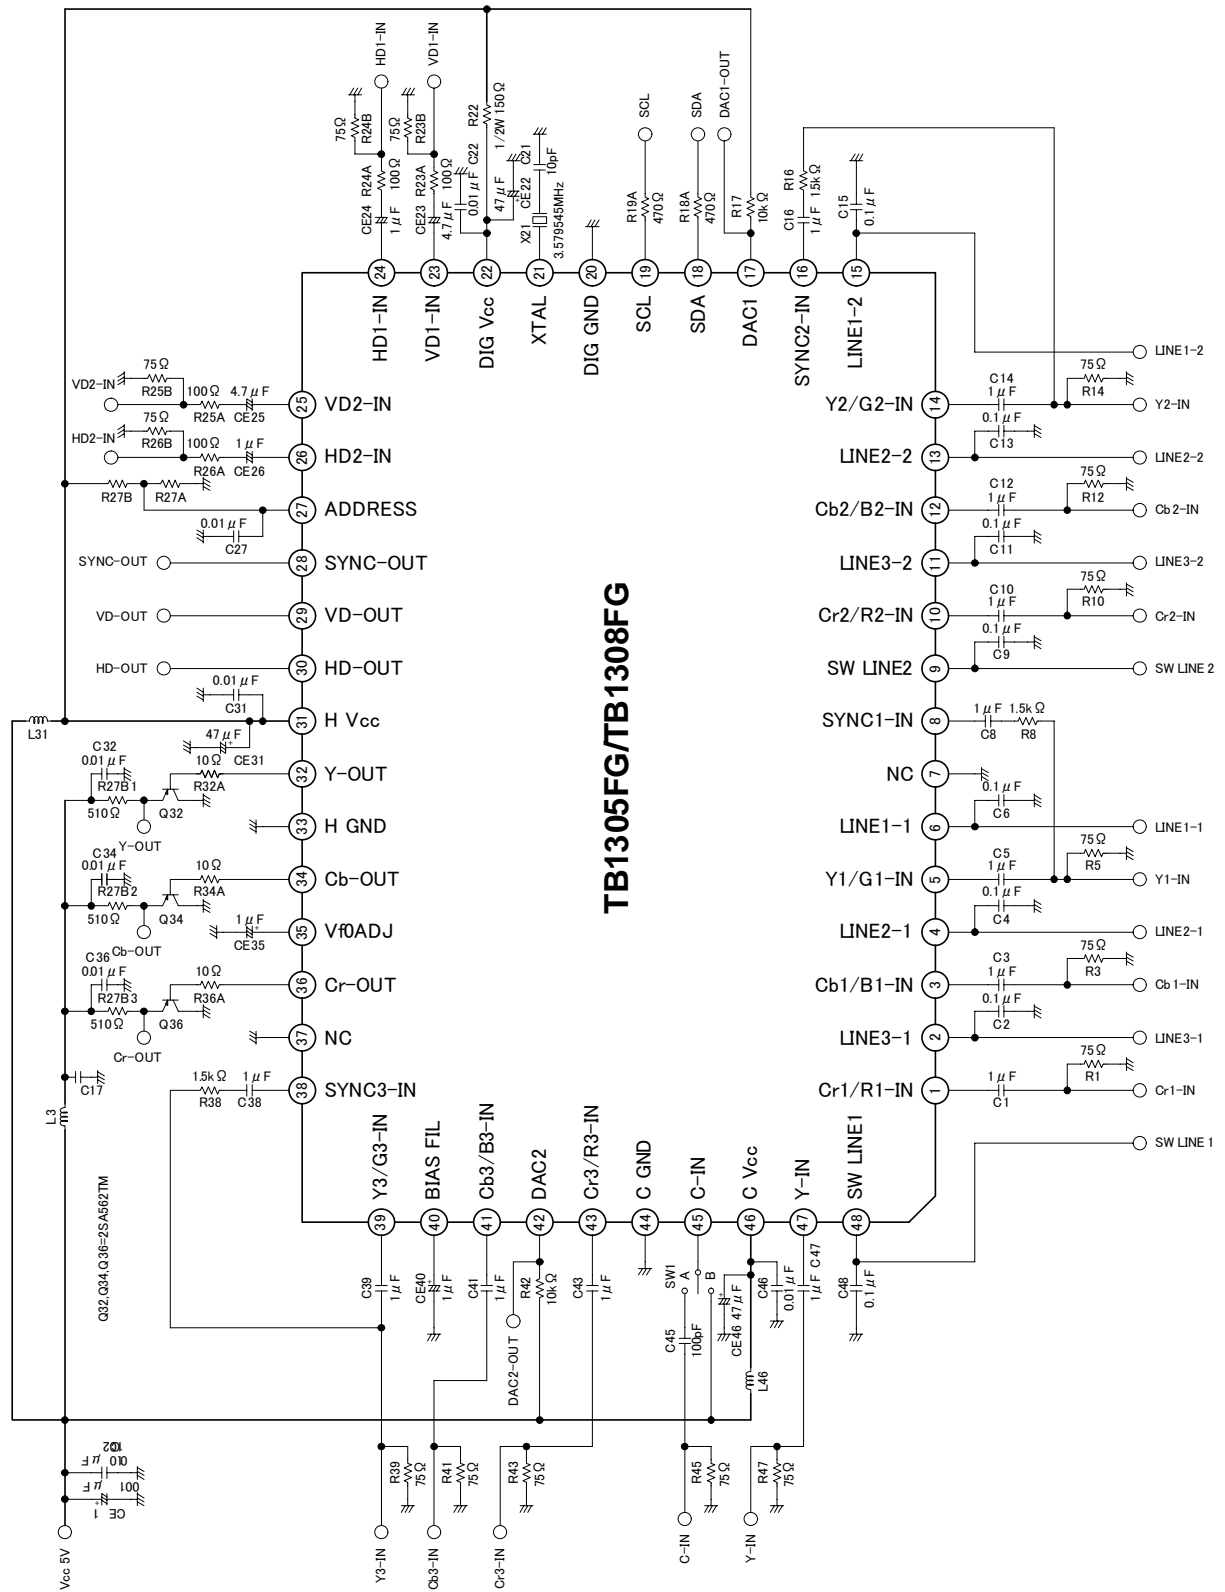 HD1-IN
VD1-IN
75Ω
R24B
75Ω
R23B
R24A
100Ω
R23A
100Ω
CE24
1μF
CE23
4.7μF
C22
0.01μF
R22
1/2W 150Ω
47μF
CE22
C21
10pF
X21
3.579545MHz
SCL
SDA
DAC1-OUT
R19A
470Ω
R18A
470Ω
R17
10kΩ
R16
15kΩ
C16
1μF
C15
0.1μF
24
23
22
21
20
19
18
17
16
15
HD1-IN
VD1-IN
DIG Vcc
XTAL
DIG GND
SCL
SDA
DAC1
SYNC2-IN
LINE1-2
VD2-IN
75Ω
R25B
100Ω
R25A
4.7μF
CE25
25
VD2-IN
HD2-IN
75Ω
R26B
100Ω
R26A
1μF
CE26
26
HD2-IN
R27B
R27A
27
ADDRESS
0.01μF
C27
SYNC-OUT
28
SYNC-OUT
VD-OUT
29
VD-OUT
HD-OUT
30
HD-OUT
0.01μF
C31
31
H Vcc
L31
47μF
CE31
C32
0.01μF
R27B1
510Ω
Q32
10Ω
R32A
32
Y-OUT
Y-OUT
33
H GND
C34
0.01μF
R27B2
510Ω
Q34
10Ω
R34A
34
Cb-OUT
Cb-OUT
1μF
CE35
35
Vf0ADJ
C36
0.01μF
R27B3
510Ω
Q36
10Ω
R36A
36
Cr-OUT
Cr-OUT
37
NC
C17
1.5kΩ
R38
1μF
C38
38
SYNC3-IN
L3
Q32,Q34,Q36=2SA562TM
TB1305FG/TB1308FG
LINE1-2
Y2/G2-IN
14
C14
1μF
75Ω
R14
Y2-IN
0.1μF
C13
LINE2-2
13
LINE2-2
Cb2/B2-IN
12
C12
1μF
75Ω
R12
Cb2-IN
0.1μF
C11
LINE3-2
11
LINE3-2
Cr2/R2-IN
10
C10
1μF
75Ω
R10
Cr2-IN
0.1μF
C9
SW LINE2
9
SW LINE2
SYNC1-IN
8
1μF
C8
1.5kΩ
R8
NC
7
0.1μF
C6
LINE1-1
6
LINE1-1
Y1/G1-IN
5
C5
1μF
75Ω
R5
Y1-IN
0.1μF
C4
LINE2-1
4
LINE2-1
Cb1/B1-IN
3
C3
1μF
75Ω
R3
Cb1-IN
0.1μF
C2
LINE3-1
2
LINE3-1
Cr1/R1-IN
1
1μF
C1
75Ω
R1
Cr1-IN
SW LINE1
Y3/G3-IN
BIAS FIL
Cb3/B3-IN
DAC2
Cr3/R3-IN
C GND
C-IN
C Vcc
Y-IN
SW LINE1
39
40
41
42
43
44
45
46
47
48
C39
1μF
CE40
1μF
C41
1μF
DAC2-OUT
R42
10kΩ
C43
1μF
SW1
A
B
C45
100pF
CE46 47μF
C46
0.01μF
C47
1μF
C48
0.1μF
L46
R39
75Ω
R41
75Ω
R43
75Ω
R45
75Ω
R47
75Ω
C2
0.01μF
CE1
100μF
Vcc 5V
Y3-IN
Cb3-IN
Cr3-IN
C-IN
Y-IN